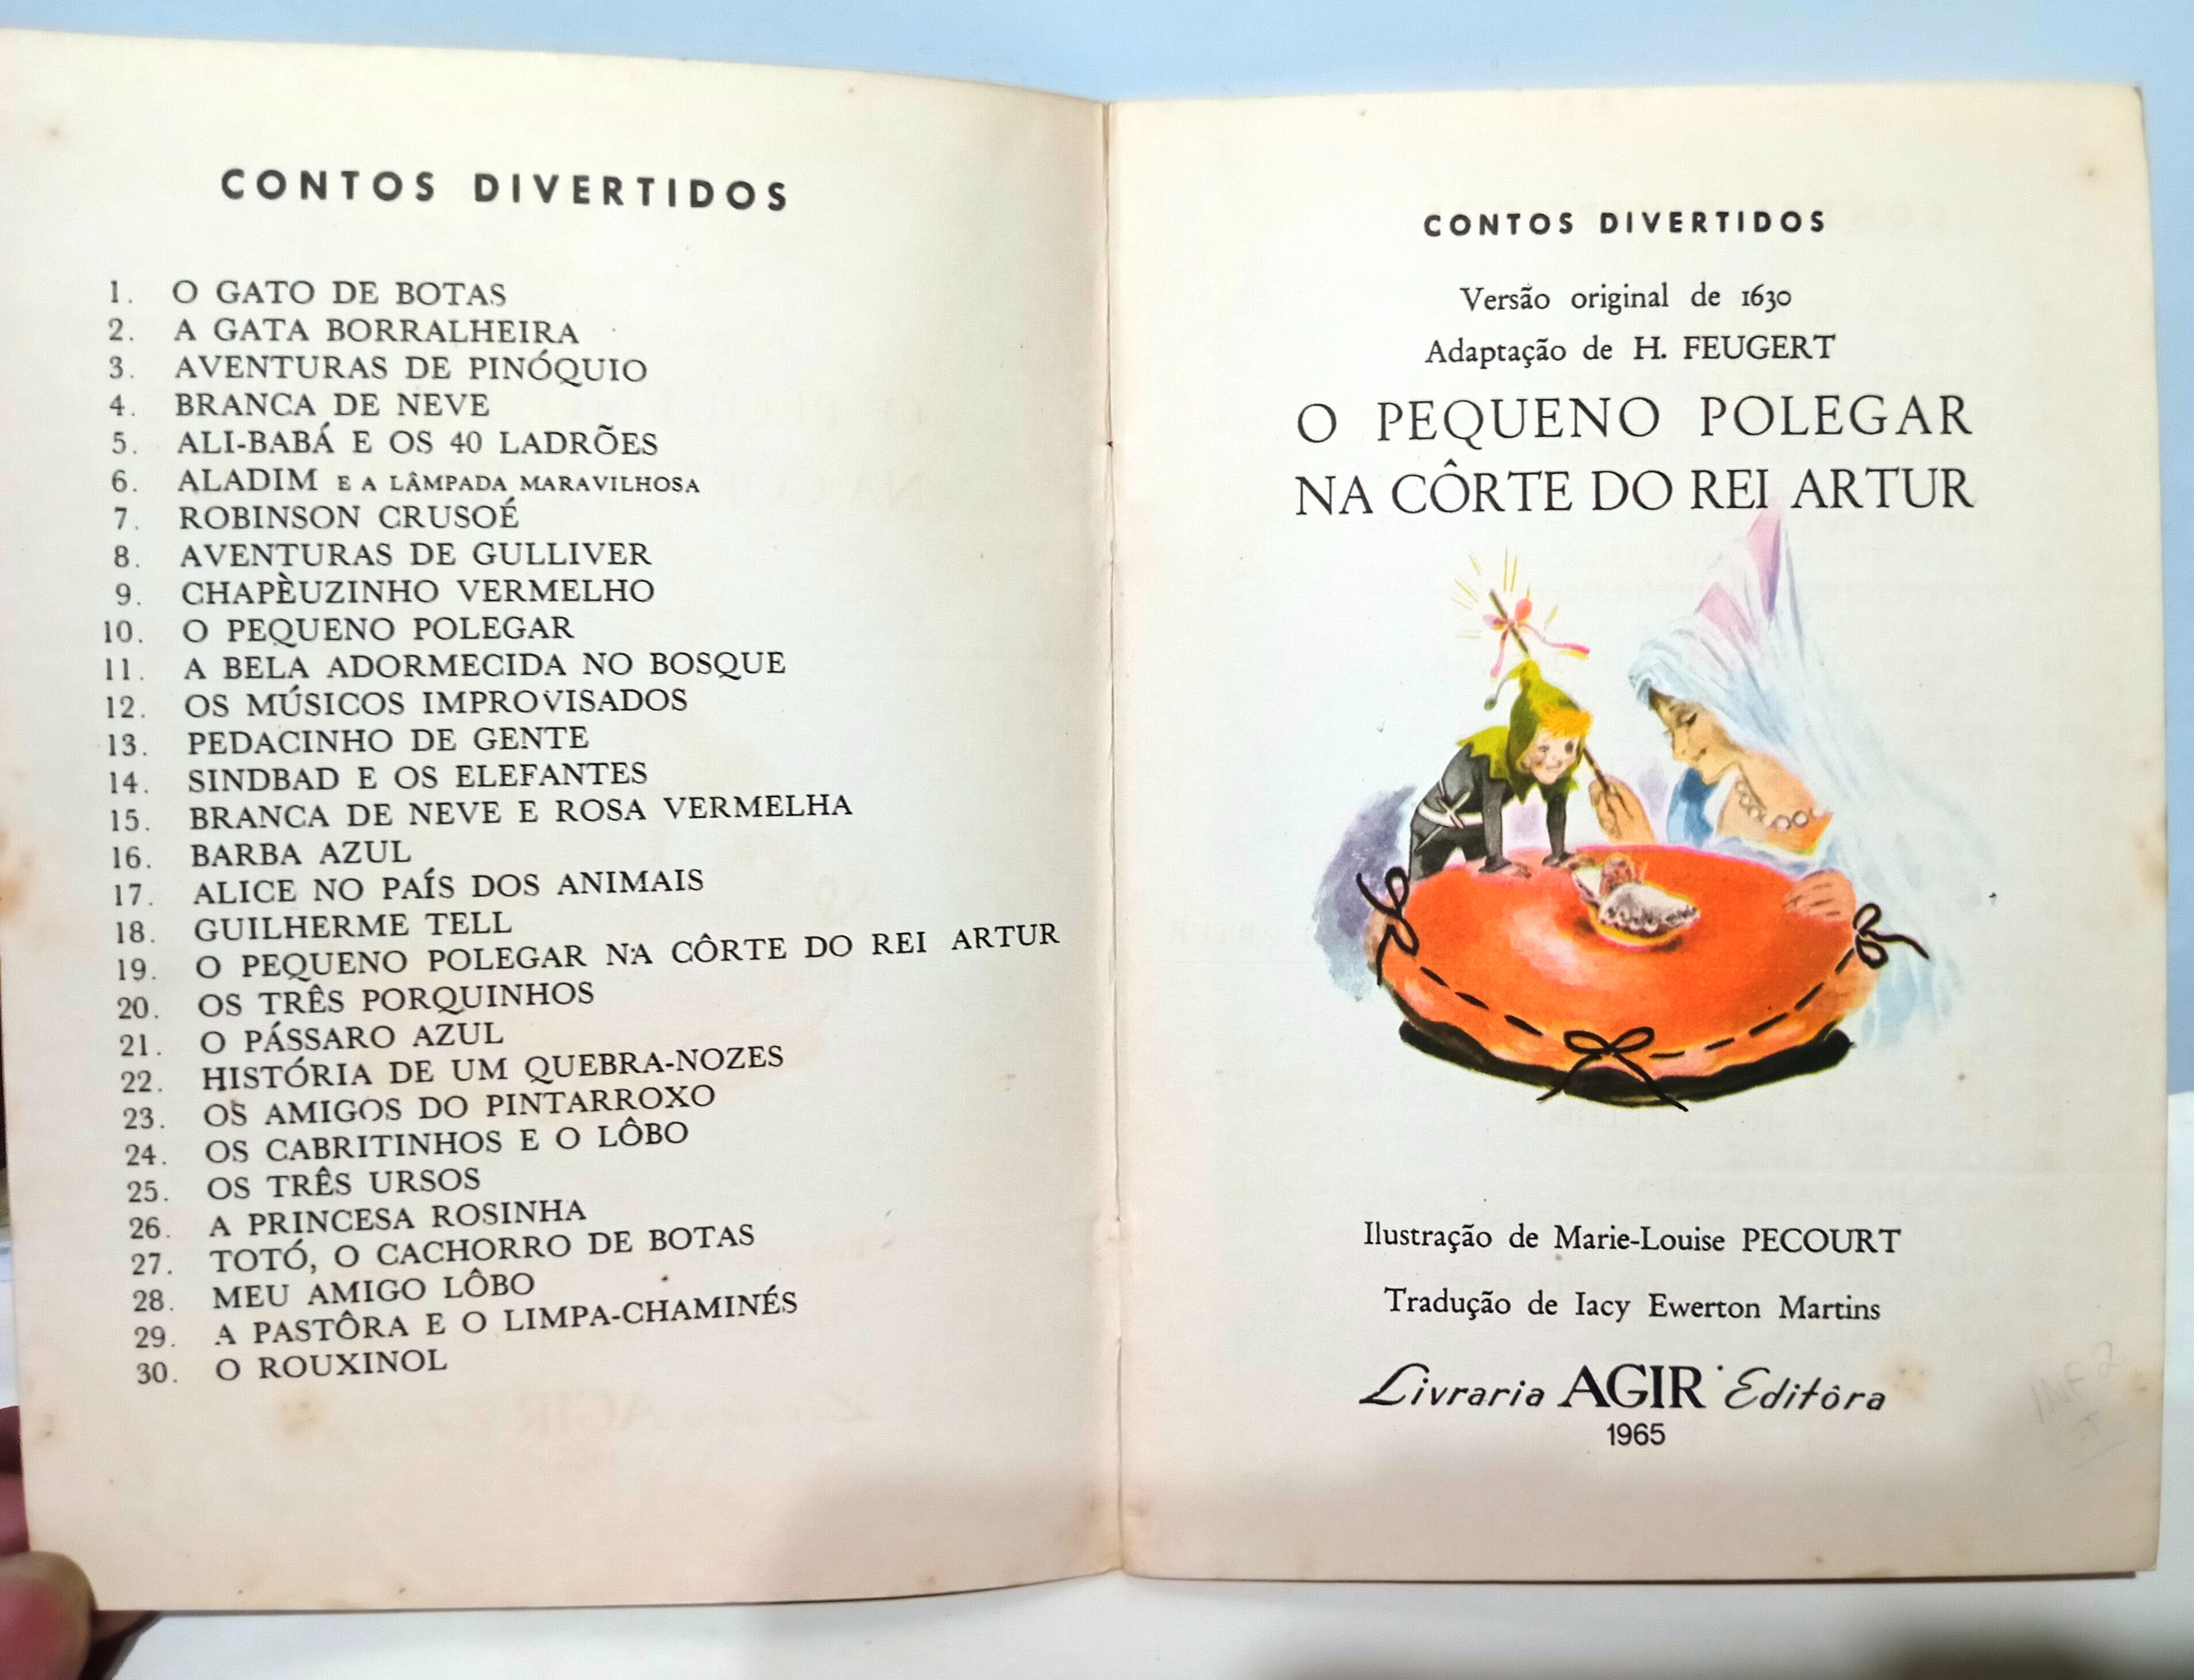 CONTOS DIVERTIDOS
1. O GATO DE BOTAS
2. A GATA BORRALHEIRA
3. AVENTURAS DE PINÓQUIO
4. BRANCA DE NEVE
5. ALI-BABÁ E OS 40 LADRÕES
6. ALADIM E A LÂMPADA MARAVILHOSA
7. ROBINSON CRUSOÉ
8. AVENTURAS DE GULLIVER
9. CHAPÈUZINHO VERMELHO
10. O PEQUENO POLEGAR
11. A BELA ADORMECIDA NO BOSQUE
12. OS MÚSICOS IMPROVISADOS
13. PEDACINHO DE GENTE
14. SINDBAD E OS ELEFANTES
15. BRANCA DE NEVE E ROSA VERMELHA
16. BARBA AZUL
17. ALICE NO PAÍS DOS ANIMAIS
18. GUILHERME TELL
19. O PEQUENO POLEGAR NA CÔRTE DO REI ARTUR
20. OS TRÊS PORQUINHOS
21. O PÁSSARO AZUL
22. HISTÓRIA DE UM QUEBRA-NOZES
23. OS AMIGOS DO PINTARROXO
24. OS CABRITINHOS E O LÔBO
25. OS TRÊS URSOS
26. A PRINCESA ROSINHA
27. TOTÓ, O CACHORRO DE BOTAS
28. MEU AMIGO LÔBO
29. A PASTÔRA E O LIMPA-CHAMINÉS
30. O ROUXINOL
CONTOS DIVERTIDOS
Versão original de 1630
Adaptação de H. FEUGERT
O PEQUENO POLEGAR
NA CÔRTE DO REI ARTUR
Ilustração de Marie-Louise PECOURT
Tradução de Iacy Ewerton Martins
Livraria AGIR Editôra
1965